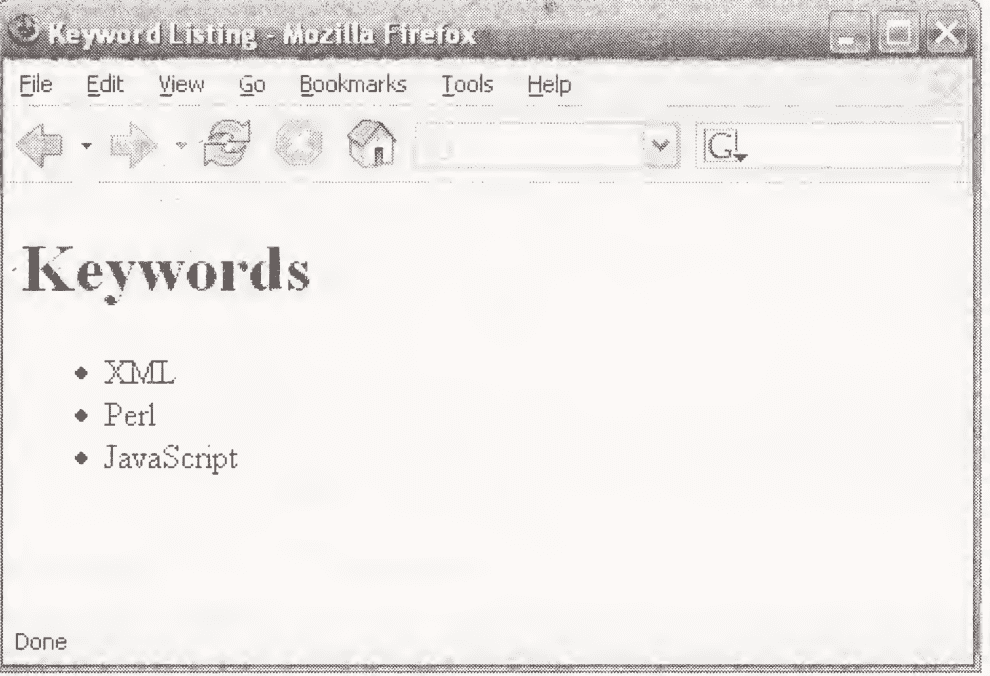 Keyword Listing - Mozilla Firefox
File Edit View Go Bookmarks Tools Help
G
Keywords
• XML
• Perl
• JavaScript
Done